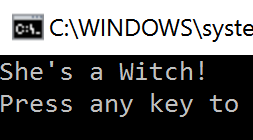 C:\WINDOWS\syste
She's a Witch!
Press any key to